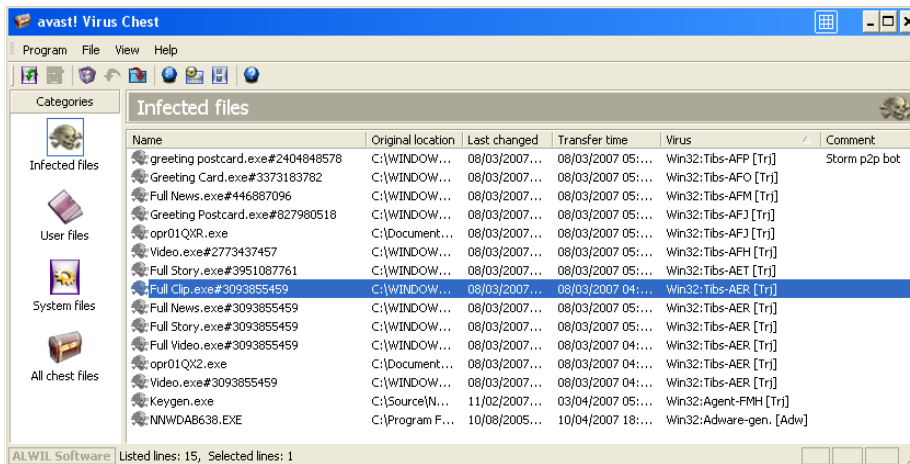 avast! Virus Chest
Program File View Help
Categories
Infected files
User files
System files
All chest files
Infected files
Name Original location Last changed Transfer time Virus Comment
greeting postcard.exe#2404848578 C:\WINDOW... 08/03/2007... 08/03/2007 05:... Win32:Tibs-AFP [Trj] Storm p2p bot
Greeting Card.exe#3373183782 C:\WINDOW... 08/03/2007... 08/03/2007 05:... Win32:Tibs-AFO [Trj]
Full News.exe#446887096 C:\WINDOW... 08/03/2007... 08/03/2007 05:... Win32:Tibs-AFM [Trj]
Greeting Postcard.exe#827980518 C:\WINDOW... 08/03/2007... 08/03/2007 05:... Win32:Tibs-AFJ [Trj]
opr01QXR.exe C:\Document... 08/03/2007... 08/03/2007 05:... Win32:Tibs-AFJ [Trj]
Video.exe#2773437457 C:\WINDOW... 08/03/2007... 08/03/2007 05:... Win32:Tibs-AFH [Trj]
Full Story.exe#3951087761 C:\WINDOW... 08/03/2007... 08/03/2007 05:... Win32:Tibs-AET [Trj]
Full Clip.exe#3093855459 C:\WINDOW... 08/03/2007... 08/03/2007 04:... Win32:Tibs-AER [Trj]
Full News.exe#3093855459 C:\WINDOW... 08/03/2007... 08/03/2007 05:... Win32:Tibs-AER [Trj]
Full Story.exe#3093855459 C:\WINDOW... 08/03/2007... 08/03/2007 05:... Win32:Tibs-AER [Trj]
Full Video.exe#3093855459 C:\WINDOW... 08/03/2007... 08/03/2007 04:... Win32:Tibs-AER [Trj]
opr01QX2.exe C:\Document... 08/03/2007... 08/03/2007 04:... Win32:Tibs-AER [Trj]
Video.exe#3093855459 C:\WINDOW... 08/03/2007... 08/03/2007 04:... Win32:Tibs-AER [Trj]
Keygen.exe C:\Source\N... 11/02/2007... 03/04/2007 05:... Win32:Agent-FMH [Trj]
NNWDAB638.EXE C:\Program F... 10/08/2005... 10/04/2007 18:... Win32:Adware-gen. [Adw]
ALWIL Software Listed lines: 15, Selected lines: 1